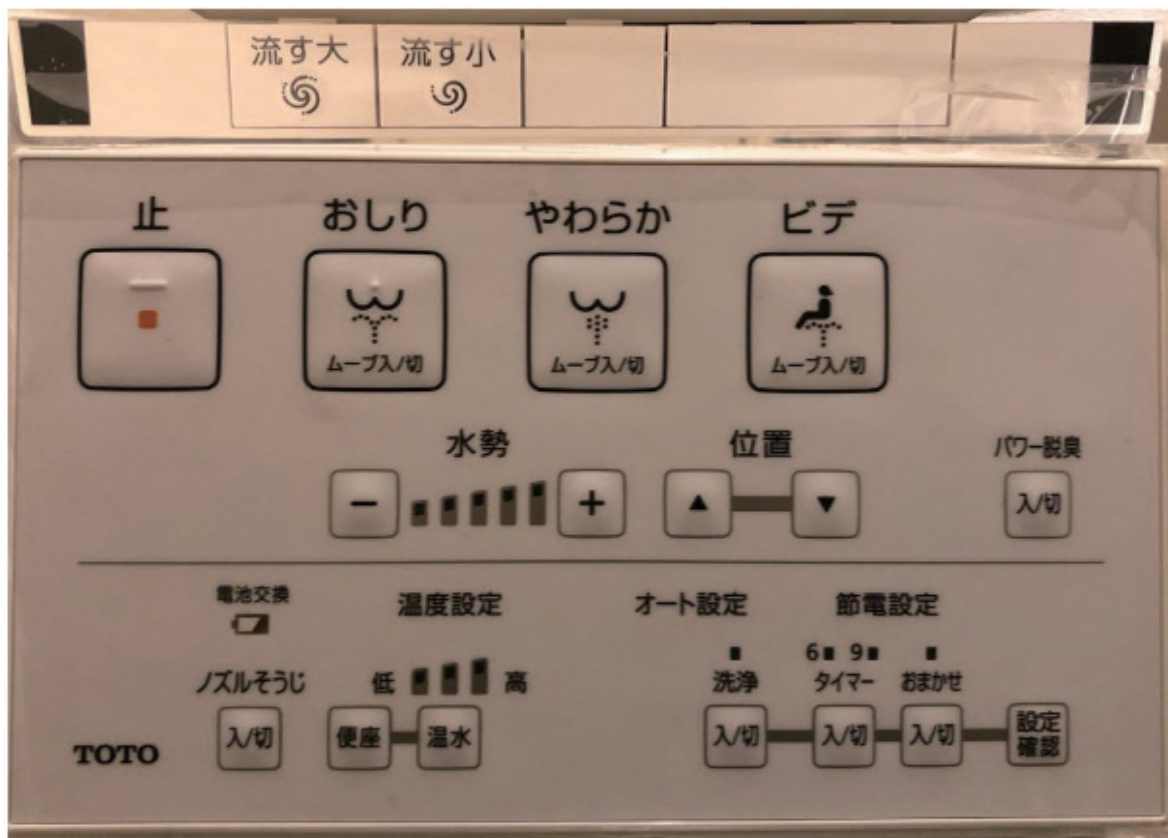 流す大 流す小
止 おしり やわらか ビデ
ムーブ入/切 ムーブ入/切 ムーブ入/切
水勢 位置 パワー脱臭
− + ▲ ▼ 入/切
電池交換 温度設定 オート設定 節電設定
6 9
ノズルそうじ 低 高 洗浄 タイマー おまかせ
入/切 便座 温水 入/切 入/切 入/切 設定
確認
TOTO